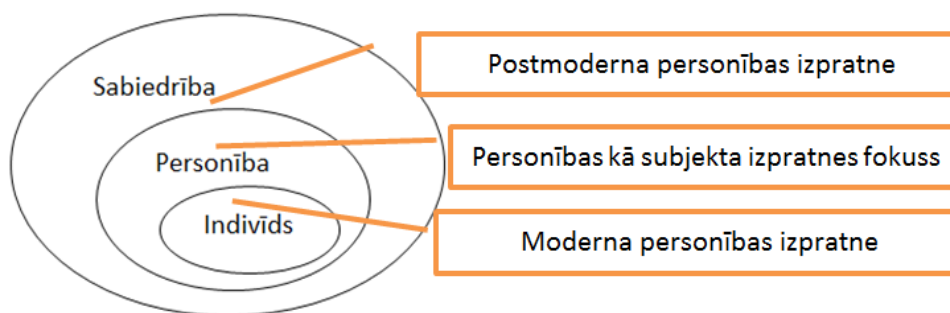 Sabiedrība
Personība
Indivīds
Postmoderna personības izpratne
Personības kā subjekta izpratnes fokuss
Moderna personības izpratne